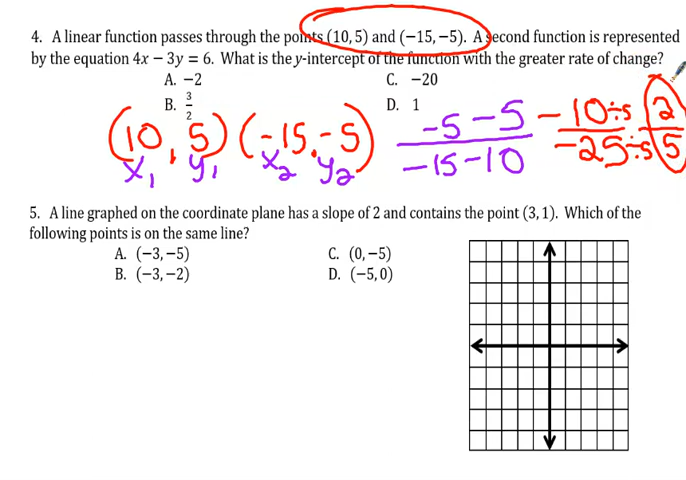 4. A linear function passes through the points (10, 5) and (−15, −5). A second function is represented
by the equation 4x − 3y = 6. What is the y-intercept of the function with the greater rate of change?
A. −2 C. −20
B. 3/2 D. 1
(10, 5) (-15, -5) -5-5/-15-10 -10÷5/-25÷5 2/5
x₁ y₁ x₂ y₂
5. A line graphed on the coordinate plane has a slope of 2 and contains the point (3, 1). Which of the
following points is on the same line?
A. (−3, −5) C. (0, −5)
B. (−3, −2) D. (−5, 0)